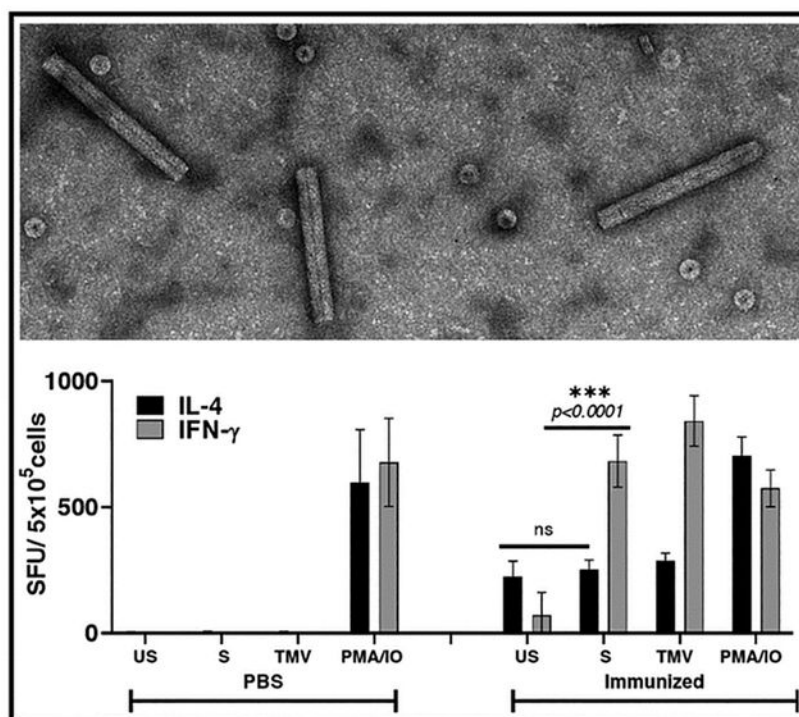 1000
IL-4
IFN-γ
***
p<0.0001
SFU/ 5x10⁵cells
500
ns
0
US S TMV PMA/IO US S TMV PMA/IO
PBS Immunized